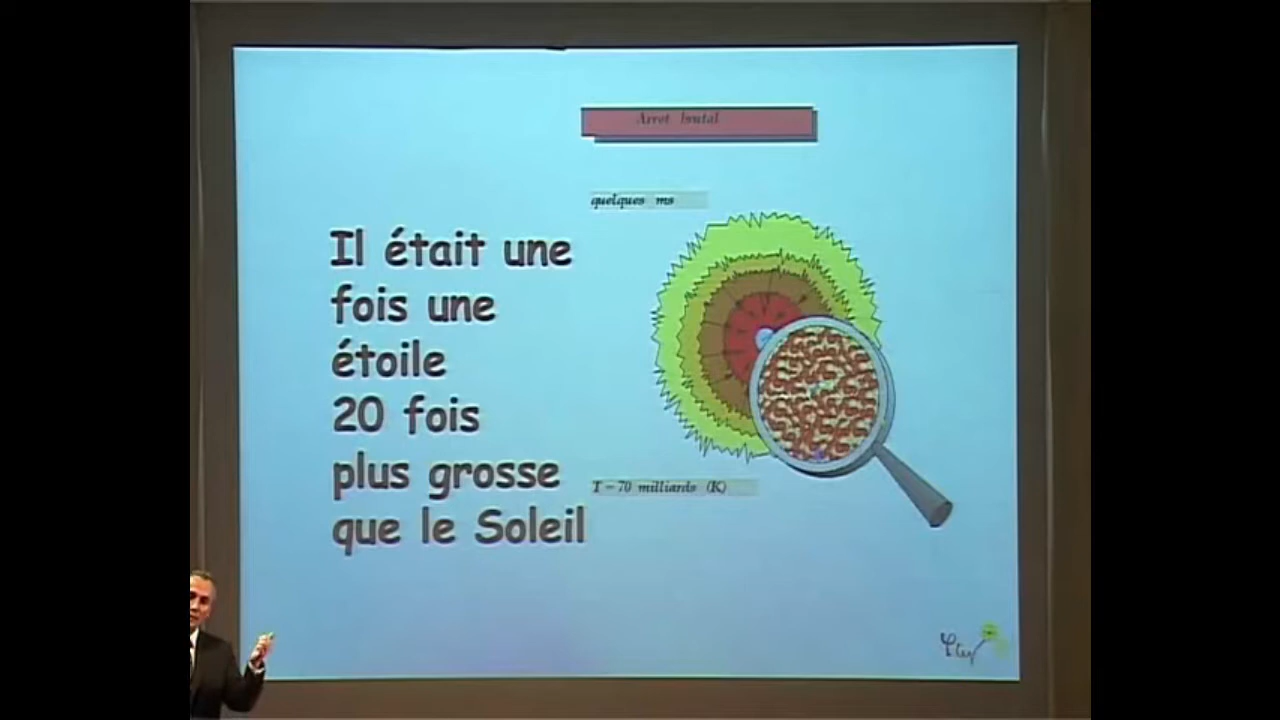 Arret brutal
quelques ms
Il était une
fois une
étoile
20 fois
plus grosse
que le Soleil
T = 70 milliards (K)